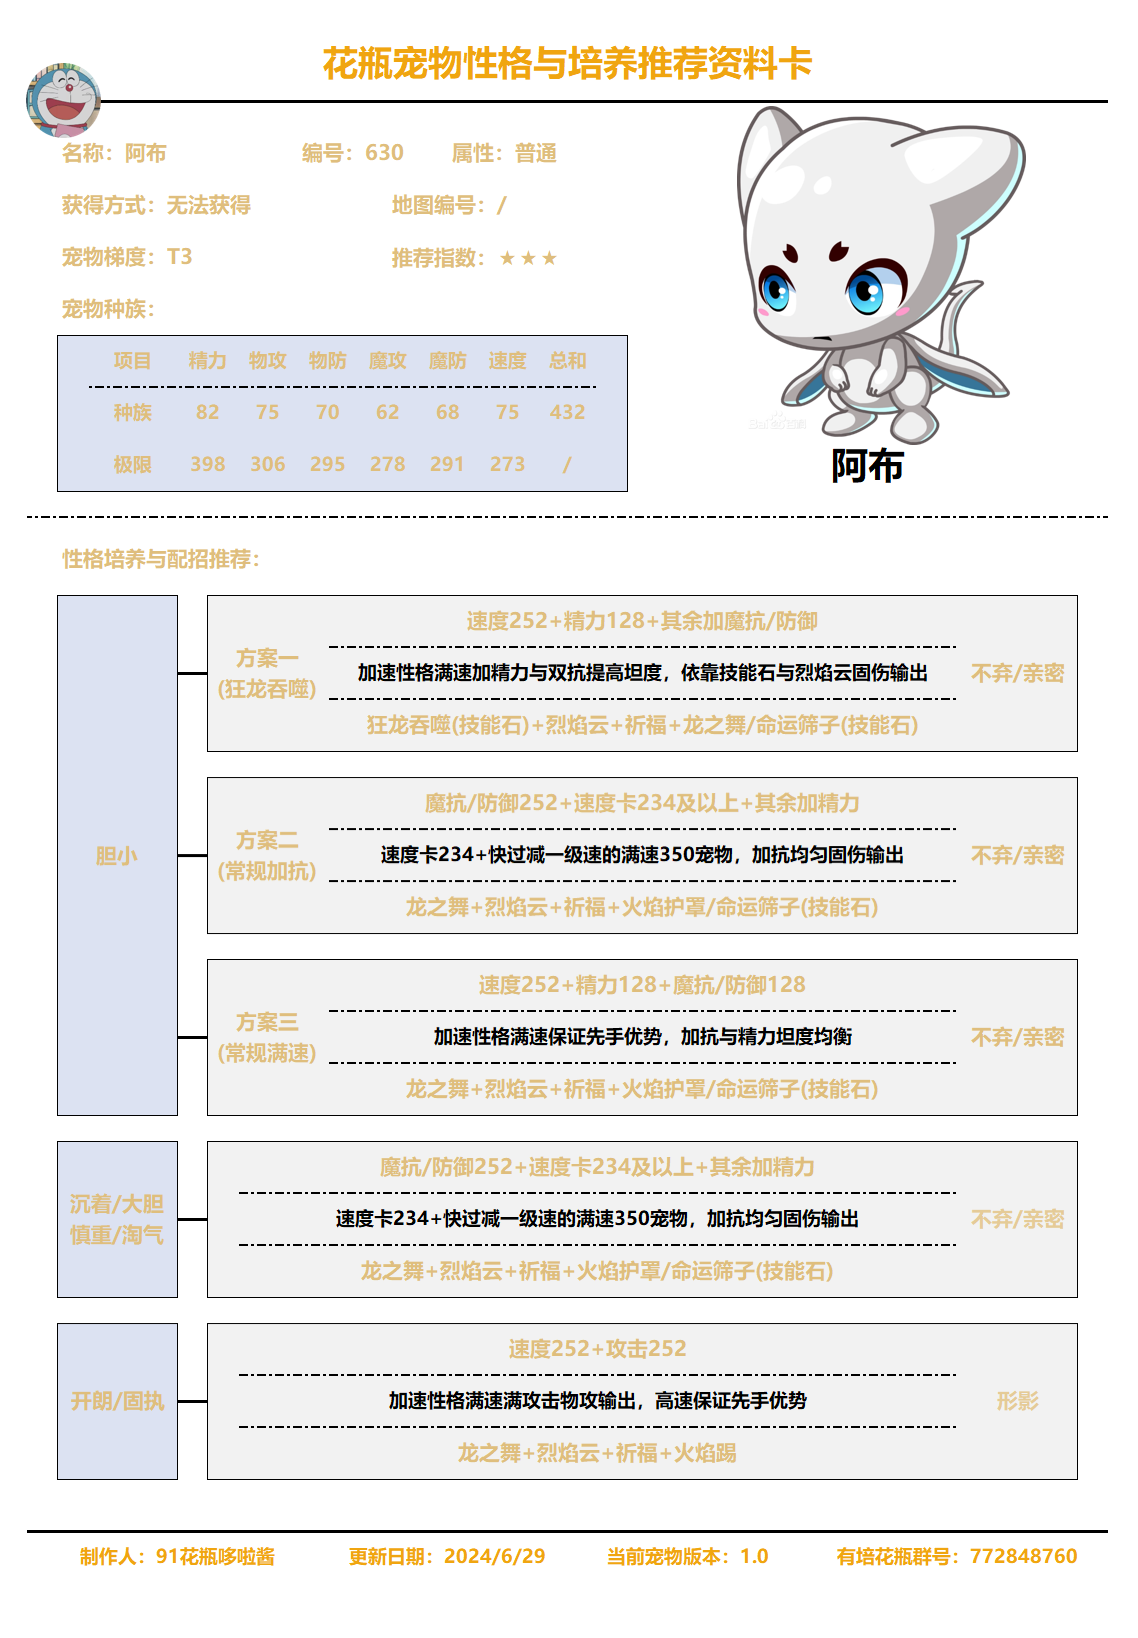 花瓶宠物性格与培养推荐资料卡
名称：阿布 编号：630 属性：普通
获得方式：无法获得 地图编号：/
宠物梯度：T3 推荐指数：★★★
宠物种族：
项目 精力 物攻 物防 魔攻 魔防 速度 总和
种族 82 75 70 62 68 75 432
极限 398 306 295 278 291 273 /
Bai 百科
阿布
性格培养与配招推荐：
胆小
方案一
(狂龙吞噬)
速度252+精力128+其余加魔抗/防御
加速性格满速加精力与双抗提高坦度，依靠技能石与烈焰云固伤输出
狂龙吞噬(技能石)+烈焰云+祈福+龙之舞/命运筛子(技能石)
不弃/亲密
方案二
(常规加抗)
魔抗/防御252+速度卡234及以上+其余加精力
速度卡234+快过减一级速的满速350宠物，加抗均匀固伤输出
龙之舞+烈焰云+祈福+火焰护罩/命运筛子(技能石)
不弃/亲密
方案三
(常规满速)
速度252+精力128+魔抗/防御128
加速性格满速保证先手优势，加抗与精力坦度均衡
龙之舞+烈焰云+祈福+火焰护罩/命运筛子(技能石)
不弃/亲密
沉着/大胆
慎重/淘气
魔抗/防御252+速度卡234及以上+其余加精力
速度卡234+快过减一级速的满速350宠物，加抗均匀固伤输出
龙之舞+烈焰云+祈福+火焰护罩/命运筛子(技能石)
不弃/亲密
开朗/固执
速度252+攻击252
加速性格满速满攻击物攻输出，高速保证先手优势
龙之舞+烈焰云+祈福+火焰踢
形影
制作人：91花瓶哆啦酱 更新日期：2024/6/29 当前宠物版本：1.0 有培花瓶群号：772848760